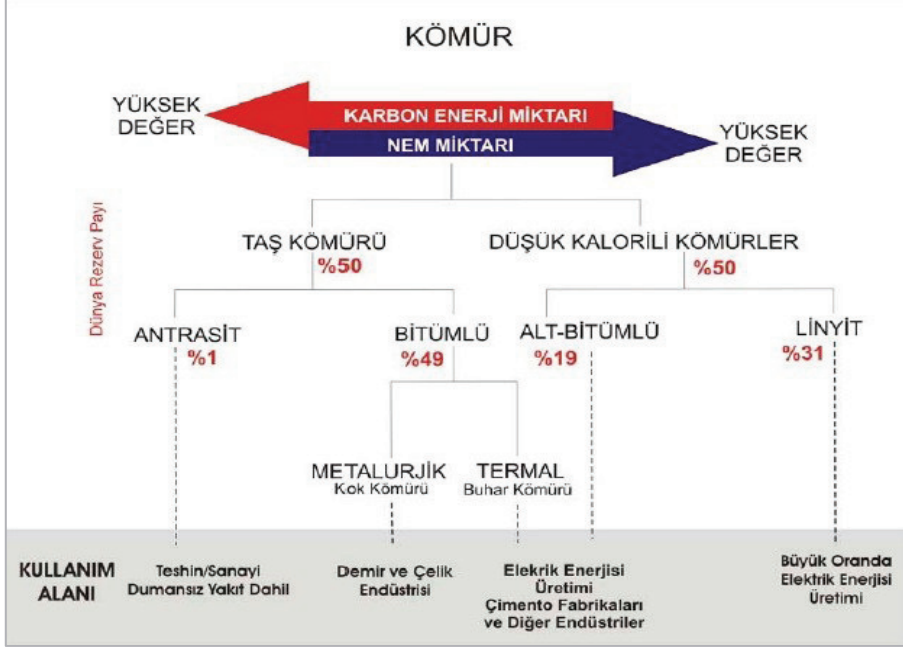 KÖMÜR
YÜKSEK
DEĞER
KARBON ENERJİ MİKTARI
NEM MİKTARI
YÜKSEK
DEĞER
Dünya Rezerv Payı
TAŞ KÖMÜRÜ
%50
DÜŞÜK KALORİLİ KÖMÜRLER
%50
ANTRASİT
%1
BİTÜMLÜ
%49
ALT-BİTÜMLÜ
%19
LİNYİT
%31
METALURJİK
Kok Kömürü
TERMAL
Buhar Kömürü
KULLANIM
ALANI
Teshin/Sanayi
Dumansız Yakıt Dahil
Demir ve Çelik
Endüstrisi
Elekrik Enerjisi
Üretimi
Çimento Fabrikaları
ve Diğer Endüstriler
Büyük Oranda
Elektrik Enerjisi
Üretimi